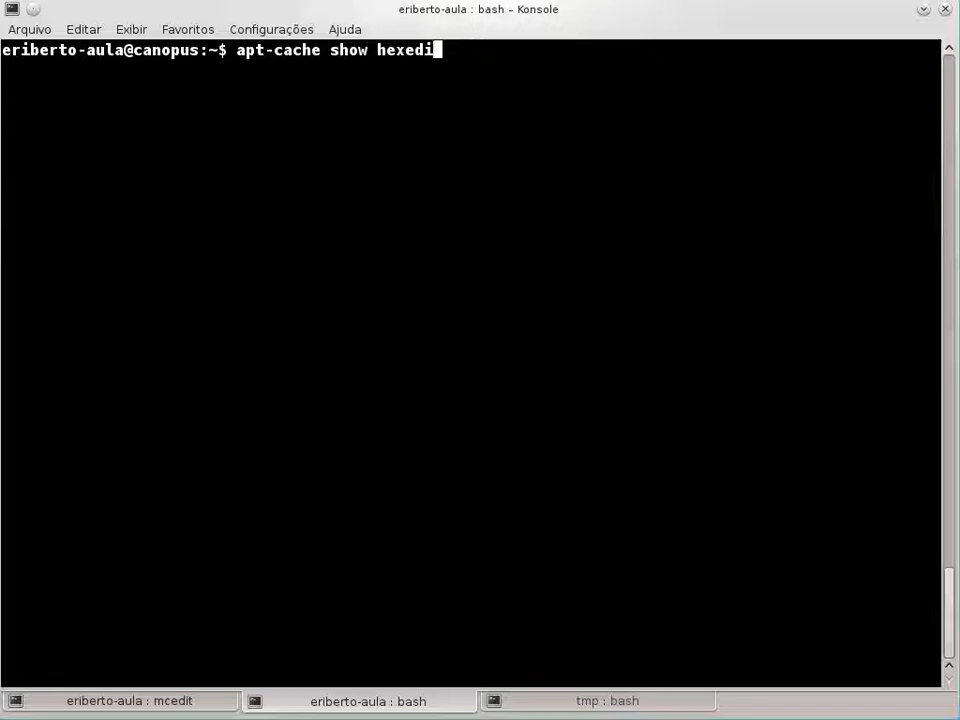 eriberto-aula : bash – Konsole
Arquivo Editar Exibir Favoritos Configurações Ajuda
eriberto-aula@canopus:~$ apt-cache show hexedi
eriberto-aula : mcedit eriberto-aula : bash tmp : bash